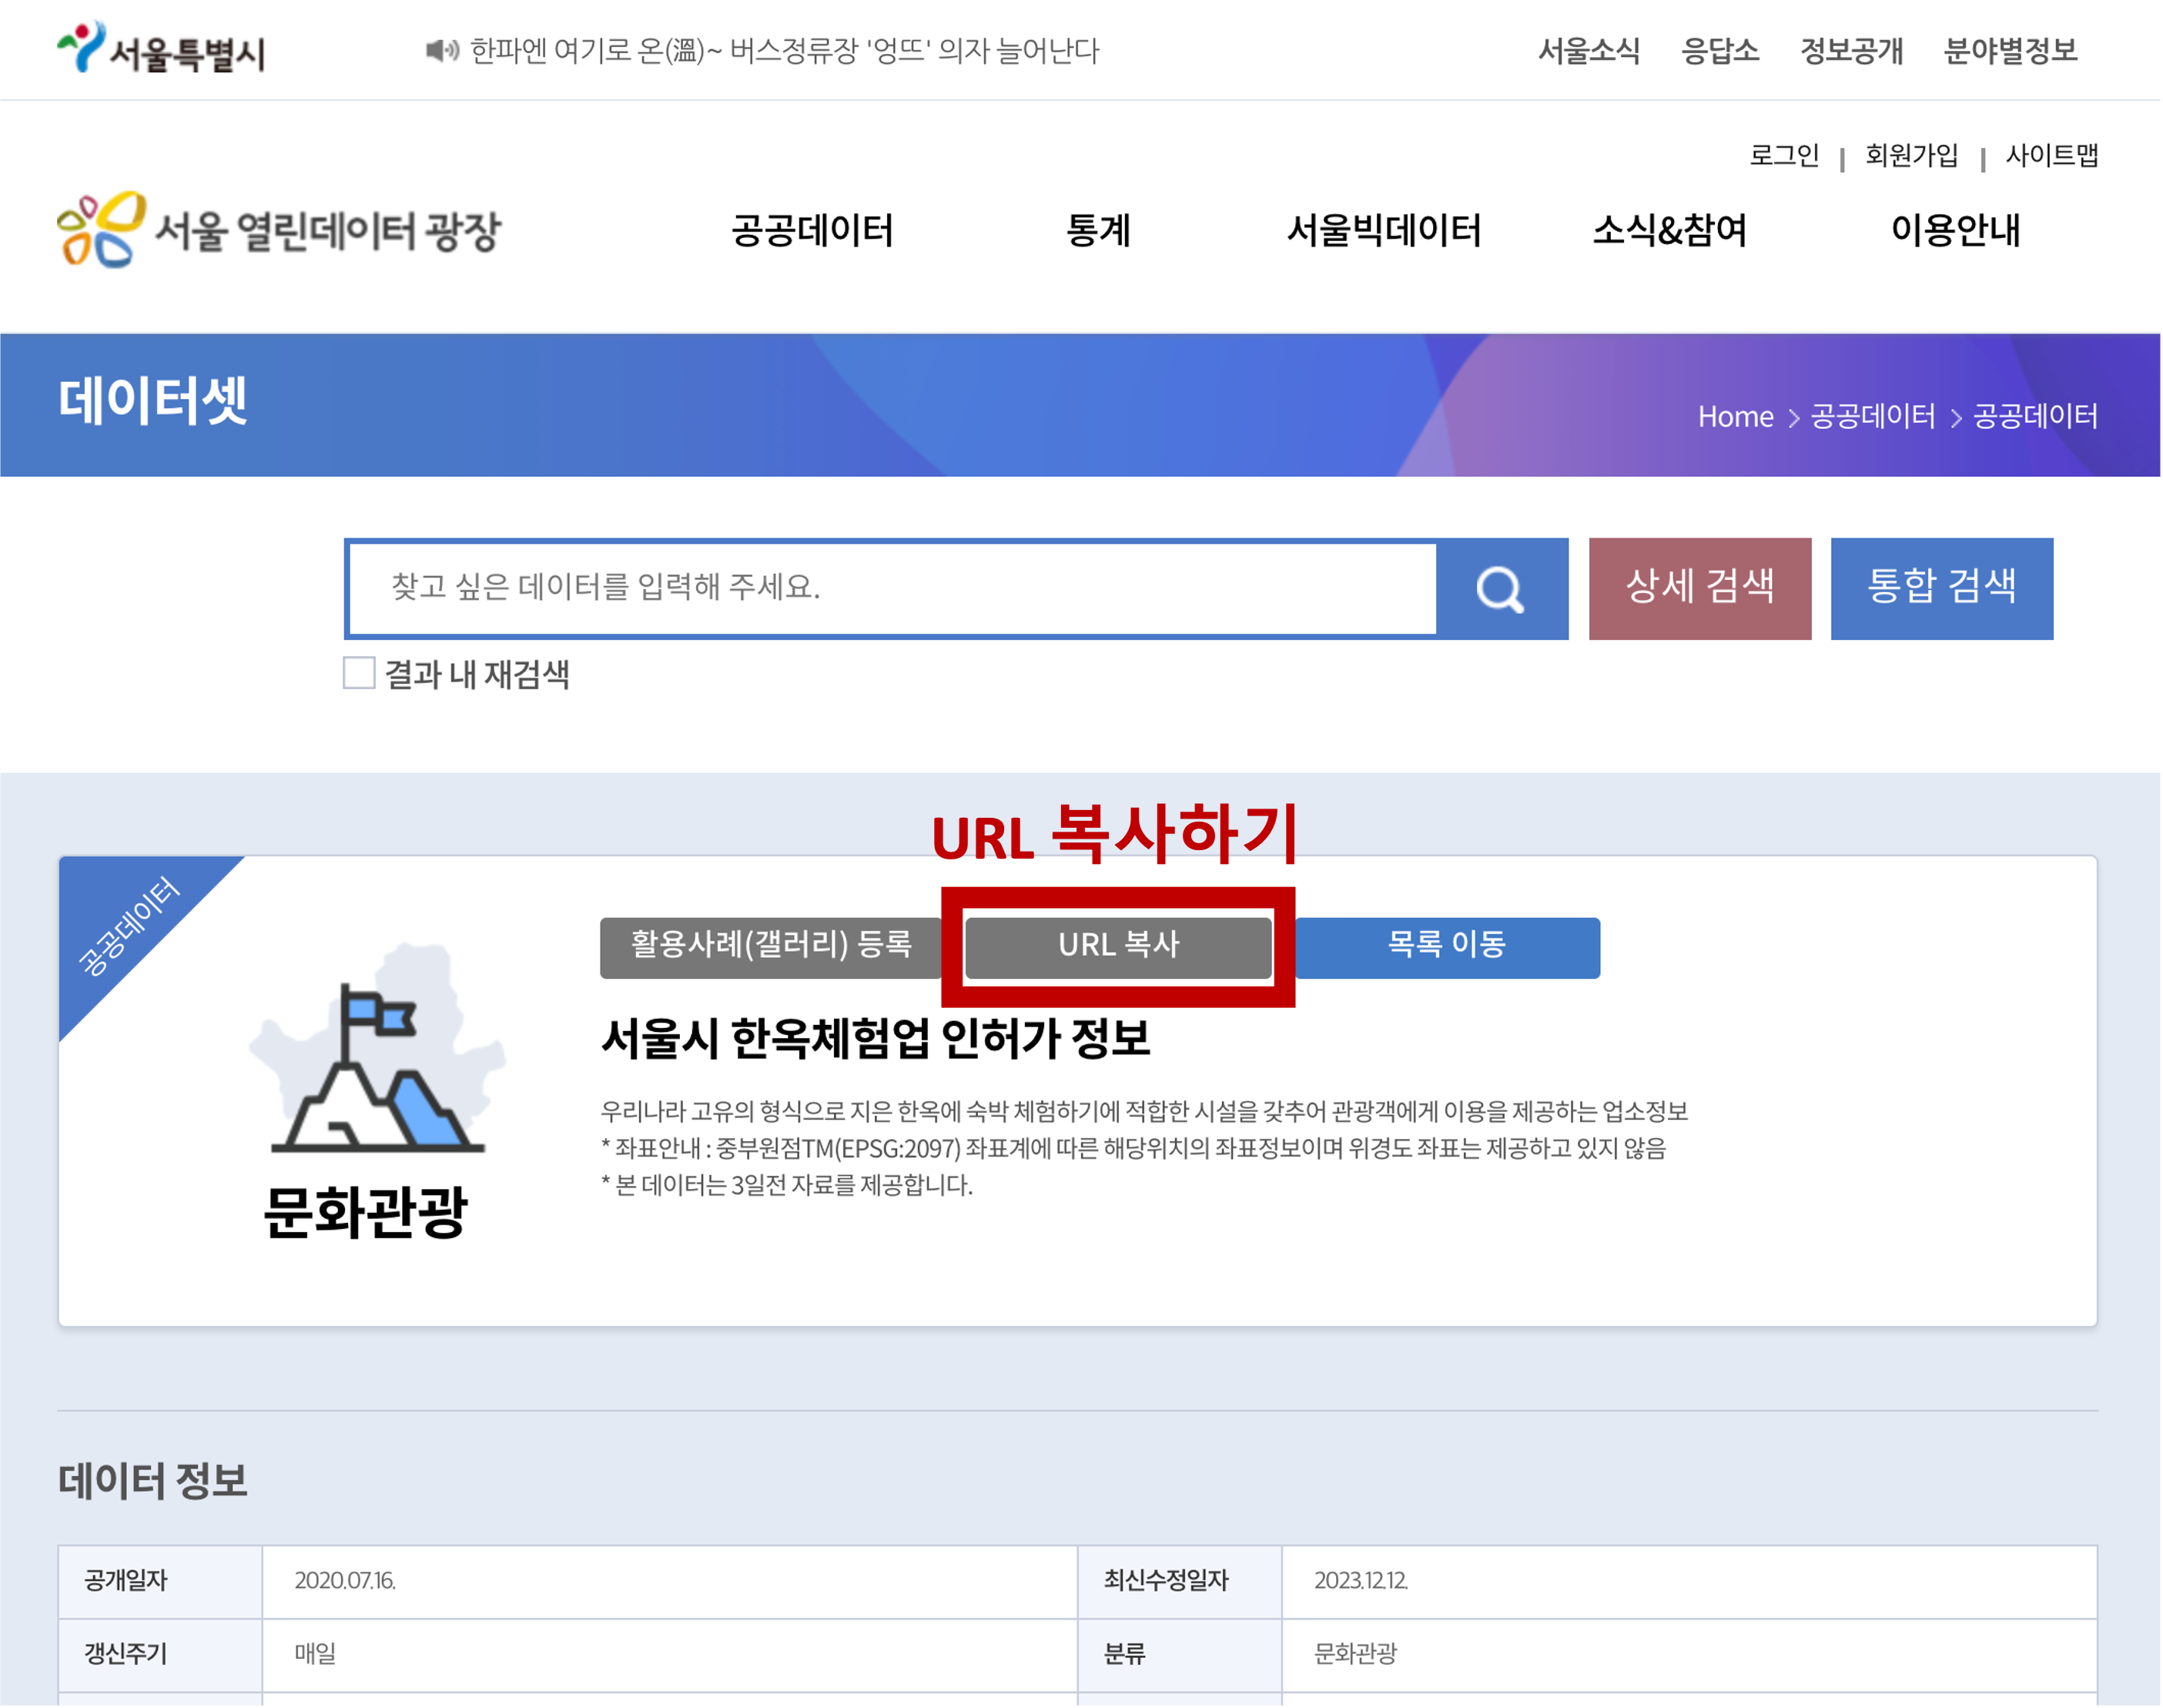 서울특별시
한파엔 여기로 온(溫)~ 버스정류장 '엉뜨' 의자 늘어난다
서울소식 응답소 정보공개 분야별정보
로그인 | 회원가입 | 사이트맵
서울 열린데이터 광장
공공데이터 통계 서울빅데이터 소식&참여 이용안내
데이터셋
Home > 공공데이터 > 공공데이터
찾고 싶은 데이터를 입력해 주세요.
상세 검색 통합 검색
결과 내 재검색
URL 복사하기
공공데이터
활용사례(갤러리) 등록 URL 복사 목록 이동
서울시 한옥체험업 인허가 정보
우리나라 고유의 형식으로 지은 한옥에 숙박 체험하기에 적합한 시설을 갖추어 관광객에게 이용을 제공하는 업소정보
* 좌표안내 : 중부원점TM(EPSG:2097) 좌표계에 따른 해당위치의 좌표정보이며 위경도 좌표는 제공하고 있지 않음
* 본 데이터는 3일전 자료를 제공합니다.
문화관광
데이터 정보
공개일자 2020.07.16. 최신수정일자 2023.12.12.
갱신주기 매일 분류 문화관광